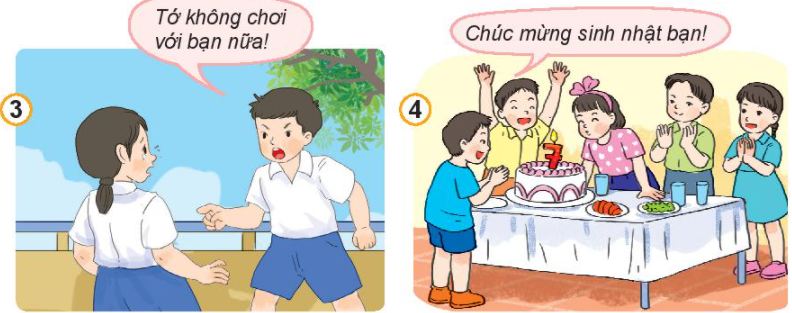 Tớ không chơi
với bạn nữa!
Chúc mừng sinh nhật bạn!
3
4
7